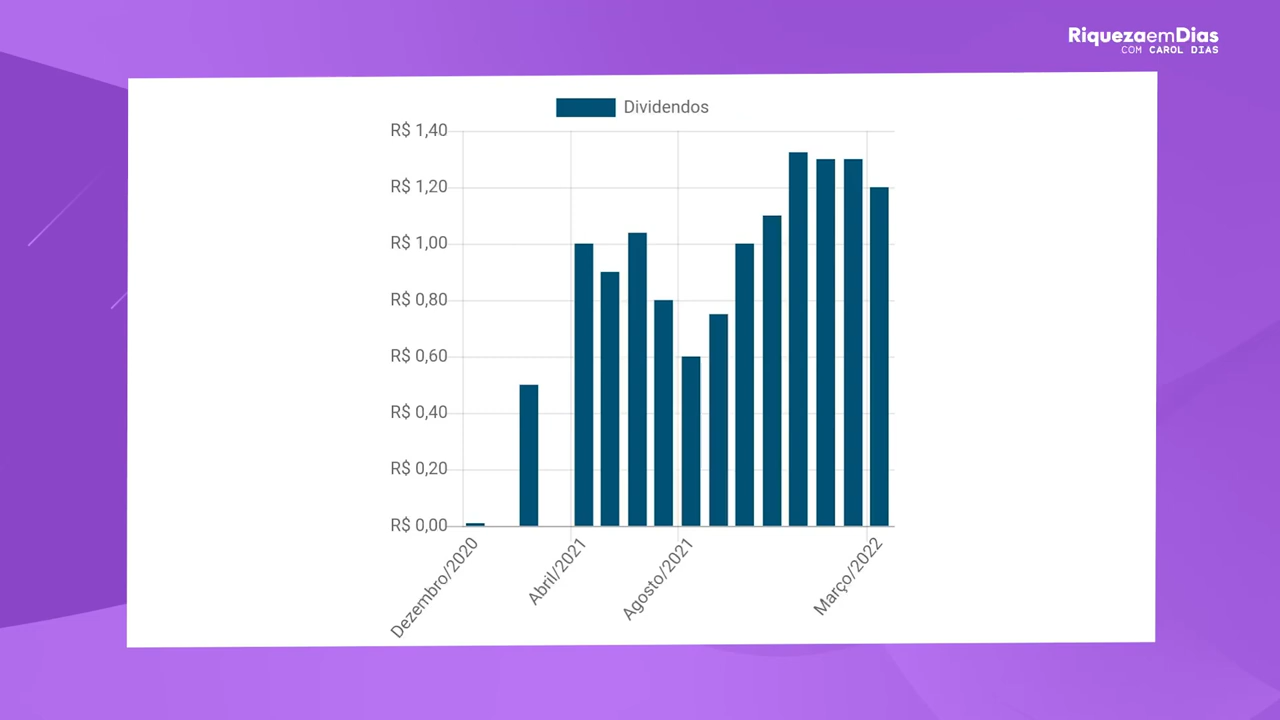 RiquezaemDias
COM CAROL DIAS
Dividendos
R$ 1,40
R$ 1,20
R$ 1,00
R$ 0,80
R$ 0,60
R$ 0,40
R$ 0,20
R$ 0,00
Dezembro/2020
Abril/2021
Agosto/2021
Março/2022